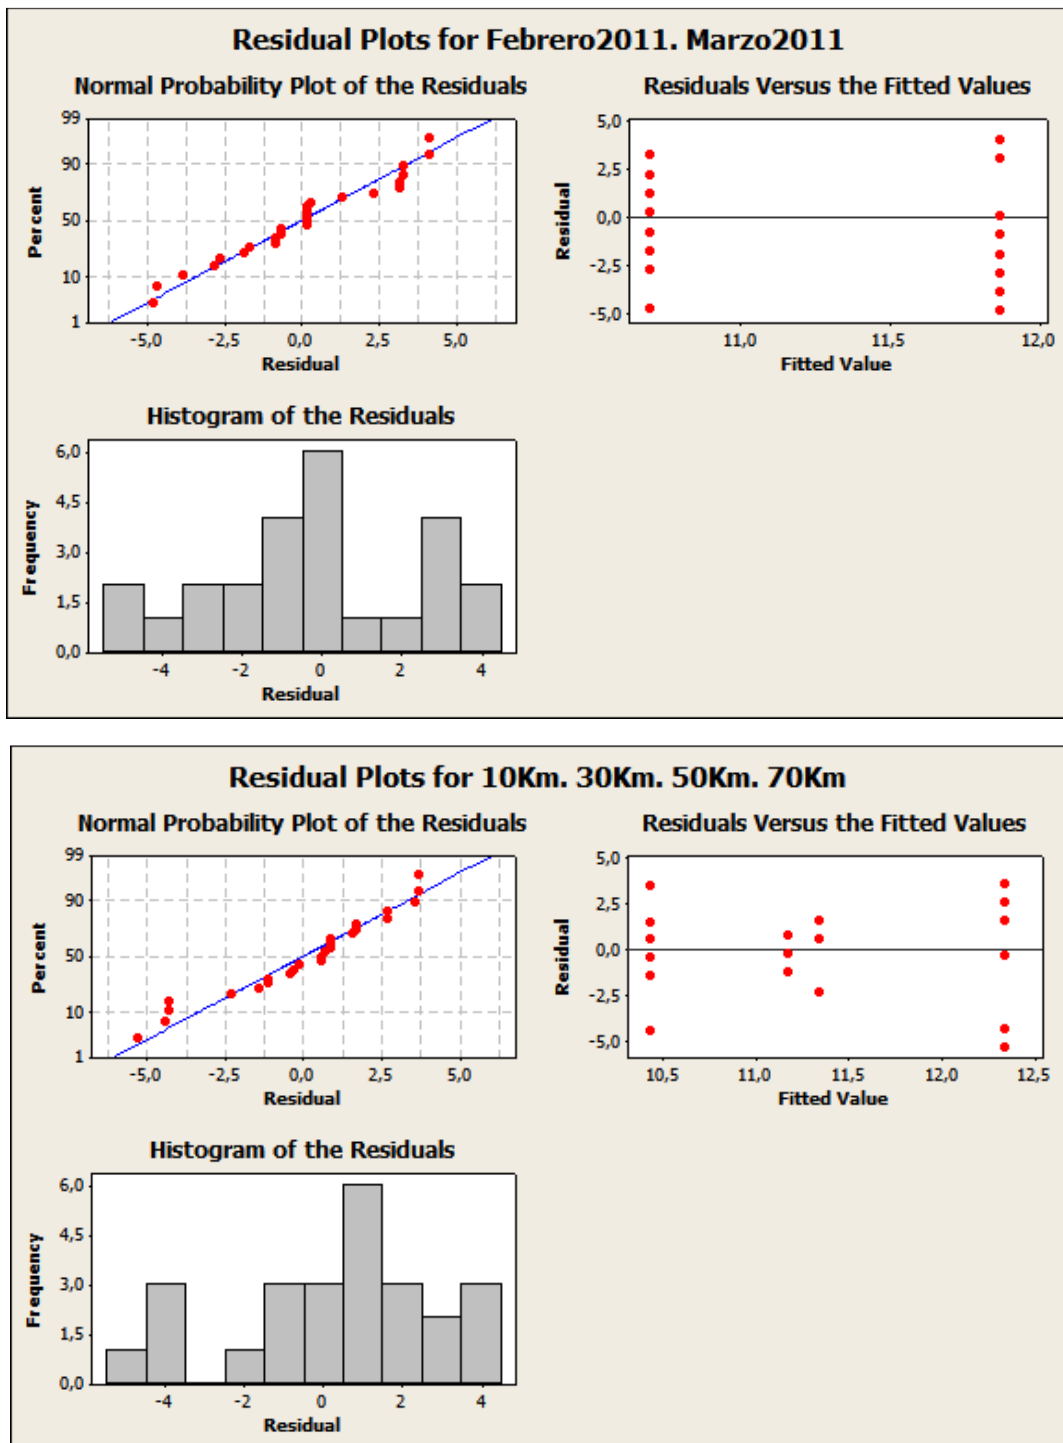 Residual Plots for Febrero2011. Marzo2011
Normal Probability Plot of the Residuals
99
90
50
10
1
Percent
-5,0 -2,5 0,0 2,5 5,0
Residual
Residuals Versus the Fitted Values
5,0
2,5
0,0
-2,5
-5,0
Residual
11,0 11,5 12,0
Fitted Value
Histogram of the Residuals
6,0
4,5
3,0
1,5
0,0
Frequency
-4 -2 0 2 4
Residual
Residual Plots for 10Km. 30Km. 50Km. 70Km
Normal Probability Plot of the Residuals
99
90
50
10
1
Percent
-5,0 -2,5 0,0 2,5 5,0
Residual
Residuals Versus the Fitted Values
5,0
2,5
0,0
-2,5
-5,0
Residual
10,5 11,0 11,5 12,0 12,5
Fitted Value
Histogram of the Residuals
6,0
4,5
3,0
1,5
0,0
Frequency
-4 -2 0 2 4
Residual